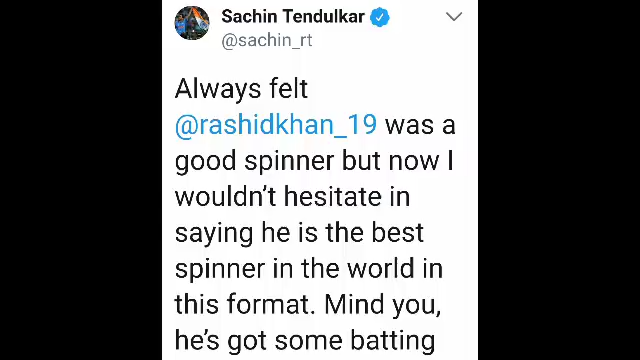 Sachin Tendulkar
@sachin_rt
Always felt
@rashidkhan_19 was a
good spinner but now I
wouldn't hesitate in
saying he is the best
spinner in the world in
this format. Mind you,
he's got some batting